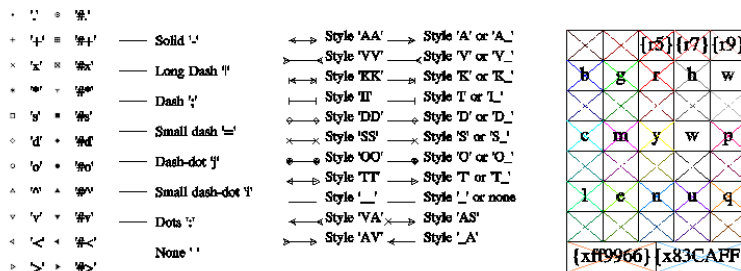 '.' '#.'
'+' '#+'
'x' '#x'
'*' '#*'
's' '#s'
'd' '#d'
'o' '#o'
'^' '#^'
'v' '#v'
'<' '#<'
'>' '#>'
Solid '-'
Long Dash '|'
Dash ';'
Small dash '='
Dash-dot 'j'
Small dash-dot 'i'
Dots ':'
None ' '
Style 'AA' Style 'A' or 'A_'
Style 'VV' Style 'V' or 'V_'
Style 'KK' Style 'K' or 'K_'
Style 'II' Style 'I' or 'I_'
Style 'DD' Style 'D' or 'D_'
Style 'SS' Style 'S' or 'S_'
Style 'OO' Style 'O' or 'O_'
Style 'TT' Style 'T' or 'T_'
Style '__' Style '_' or none
Style 'VA' Style 'AS'
Style 'AV' Style '_A'
{r5} {r7} {r9}
b g r h w
c m y w p
l e n u q
{xff9966} {x83CAFF}